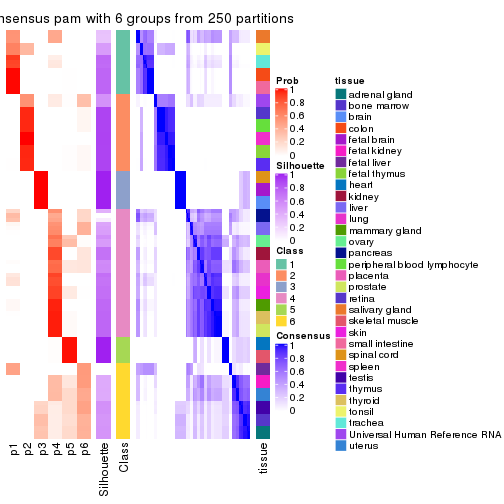 nsensus pam with 6 groups from 250 partitions
p1
p2
p3
p4
p5
p6
Silhouette
Class
tissue
Prob
1
0.8
0.6
0.4
0.2
0
Silhouette
1
0.8
0.6
0.4
0.2
0
Class
1
2
3
4
5
6
Consensus
1
0.8
0.6
0.4
0.2
0
tissue
adrenal gland
bone marrow
brain
colon
fetal brain
fetal kidney
fetal liver
fetal thymus
heart
kidney
liver
lung
mammary gland
ovary
pancreas
peripheral blood lymphocyte
placenta
prostate
retina
salivary gland
skeletal muscle
skin
small intestine
spinal cord
spleen
testis
thymus
thyroid
tonsil
trachea
Universal Human Reference RNA
uterus